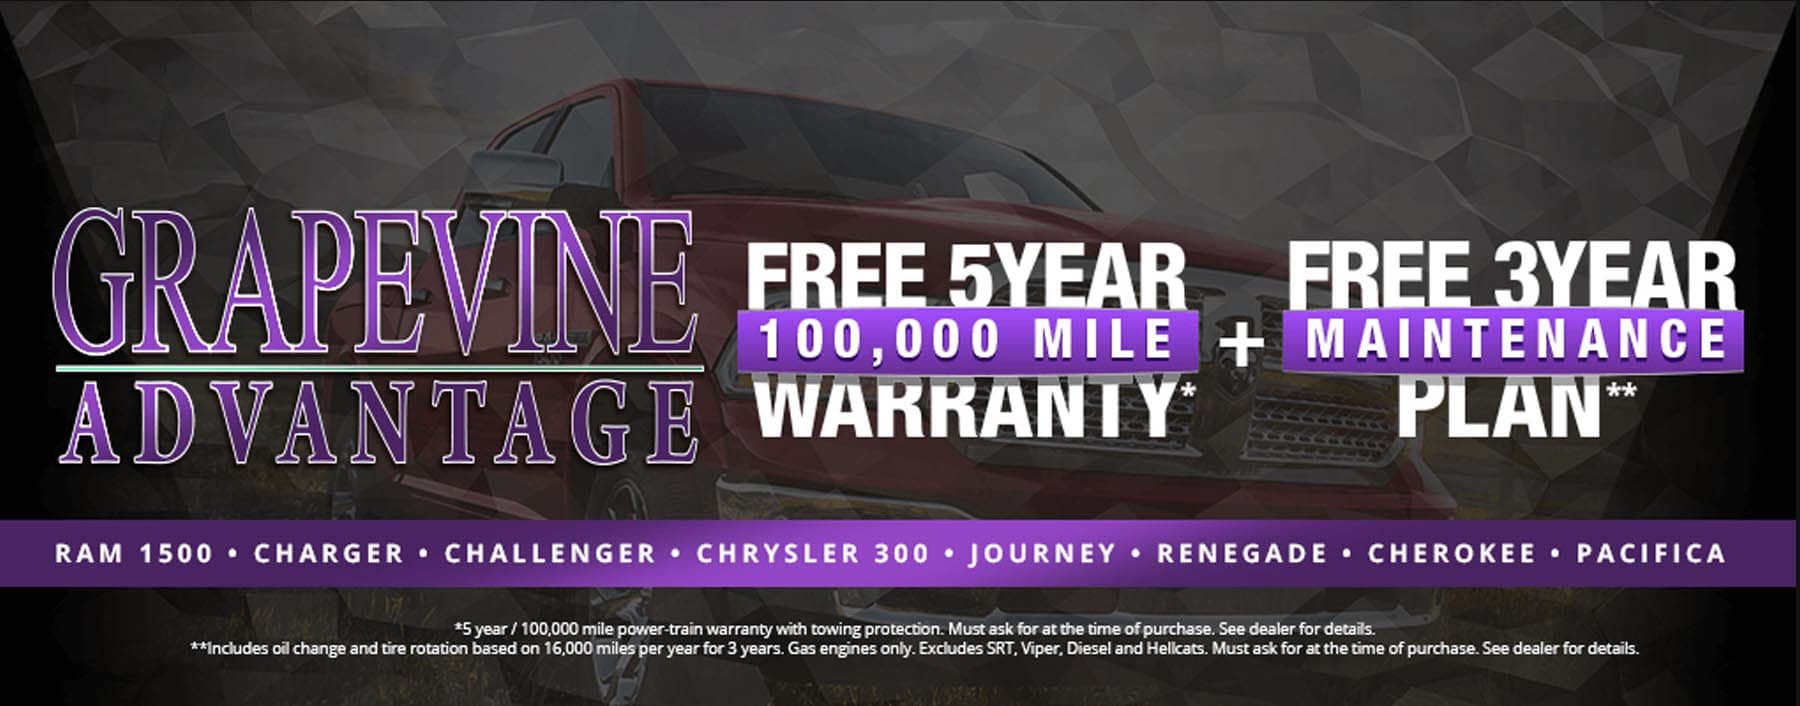 GRAPEVINE
ADVANTAGE
FREE 5YEAR
100,000 MILE
WARRANTY*
+
FREE 3YEAR
MAINTENANCE
PLAN**
RAM 1500 • CHARGER • CHALLENGER • CHRYSLER 300 • JOURNEY • RENEGADE • CHEROKEE • PACIFICA
*5 year / 100,000 mile power-train warranty with towing protection. Must ask for at the time of purchase. See dealer for details.
**Includes oil change and tire rotation based on 16,000 miles per year for 3 years. Gas engines only. Excludes SRT, Viper, Diesel and Hellcats. Must ask for at the time of purchase. See dealer for details.